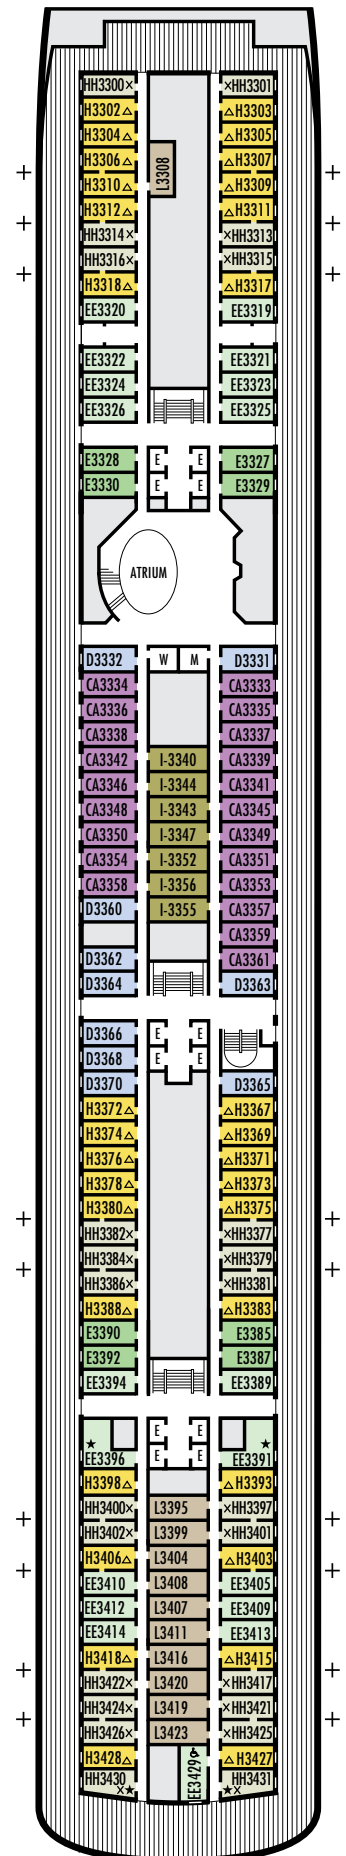 HH3300× ×HH3301
H3302△ △H3303
H3304△ △H3305
H3306△ L3308 △H3307
H3310△ △H3309
H3312△ △H3311
HH3314× ×HH3313
HH3316× ×HH3315
H3318△ △H3317
EE3320 EE3319
EE3322 EE3321
EE3324 EE3323
EE3326 EE3325
E3328 E E E3327
E3330 E E E3329
ATRIUM
D3332 W M D3331
CA3334 CA3333
CA3336 CA3335
CA3338 CA3337
CA3342 I-3340 CA3339
CA3346 I-3344 CA3341
CA3348 I-3343 CA3345
CA3350 I-3347 CA3349
CA3354 I-3352 CA3351
CA3358 I-3356 CA3353
D3360 I-3355 CA3357
CA3359
D3362 CA3361
D3364 D3363
D3366 E E
D3368 E E
D3370 D3365
H3372△ △H3367
H3374△ △H3369
H3376△ △H3371
H3378△ △H3373
H3380△ △H3375
HH3382× ×HH3377
HH3384× ×HH3379
HH3386× ×HH3381
H3388△ △H3383
E3390 E3385
E3392 E3387
EE3394 EE3389
E E
★ E E ★
EE3396 EE3391
H3398△ △H3393
HH3400× L3395 ×HH3397
HH3402× L3399 ×HH3401
H3406△ L3404 △H3403
EE3410 L3408 EE3405
EE3412 L3407 EE3409
EE3414 L3411 EE3413
H3418△ L3416 △H3415
HH3422× L3420 ×HH3417
HH3424× L3419 ×HH3421
HH3426× L3423 ×HH3425
H3428△ EE3429 △H3427
HH3430 HH3431
×★ ★×